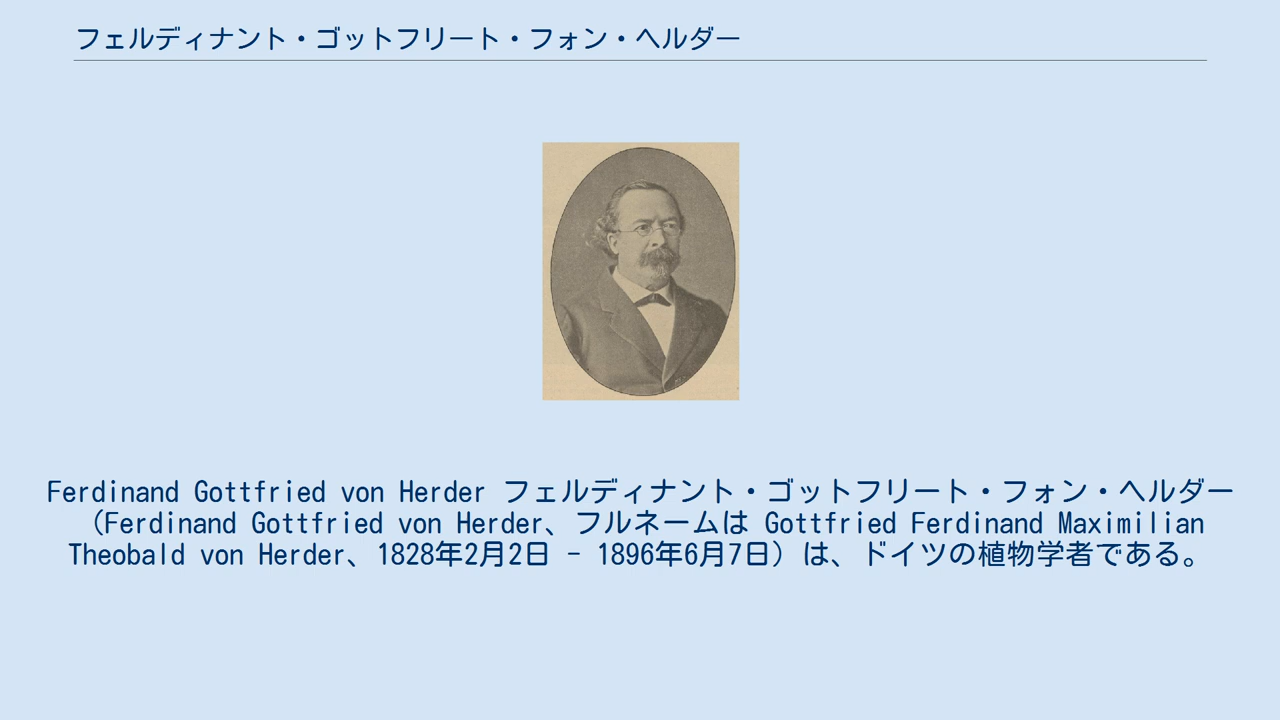 フェルディナント・ゴットフリート・フォン・ヘルダー
Ferdinand Gottfried von Herder フェルディナント・ゴットフリート・フォン・ヘルダー
（Ferdinand Gottfried von Herder、フルネームは Gottfried Ferdinand Maximilian
Theobald von Herder、1828年2月2日 - 1896年6月7日）は、ドイツの植物学者である。